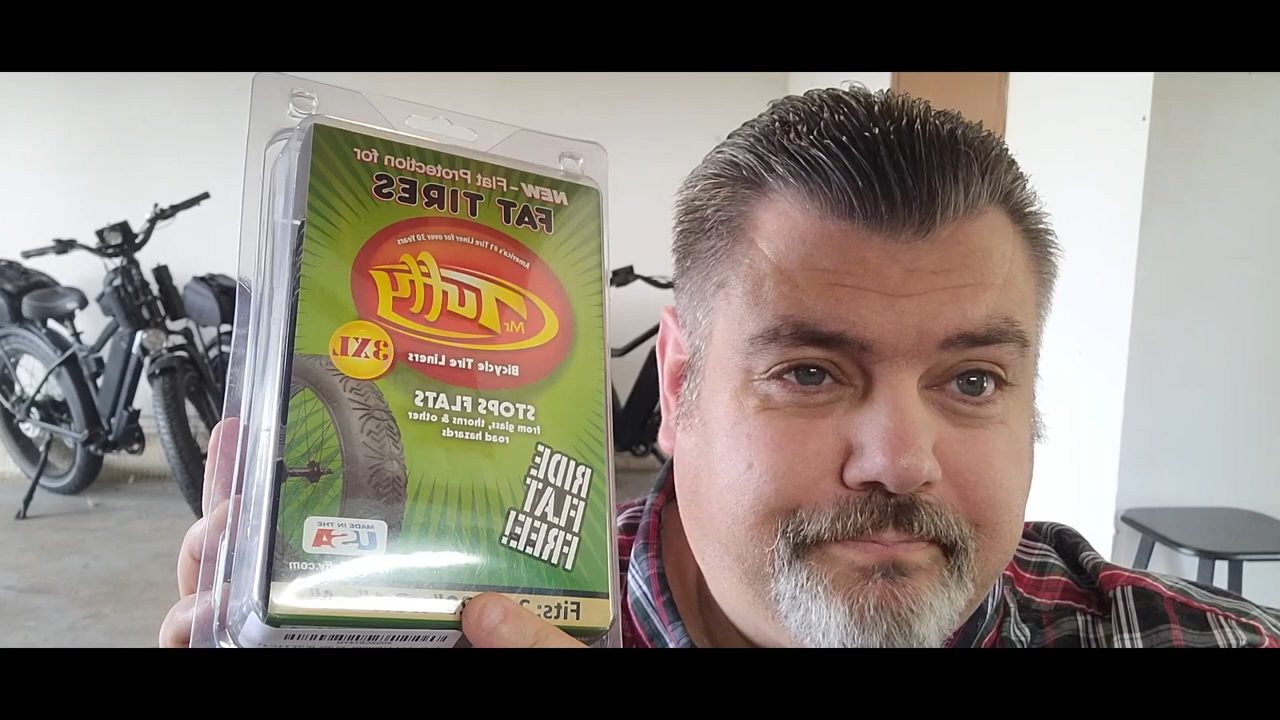 NEW - Flat Protection for
FAT TIRES
America's #1 Tire Liner for over 30 Years
Mr Tuffy
Bicycle Tire Liners
3XL
STOPS FLATS
from glass, thorns & other
road hazards
RIDE
FLAT
FREE!
MADE IN THE
USA
Fits: